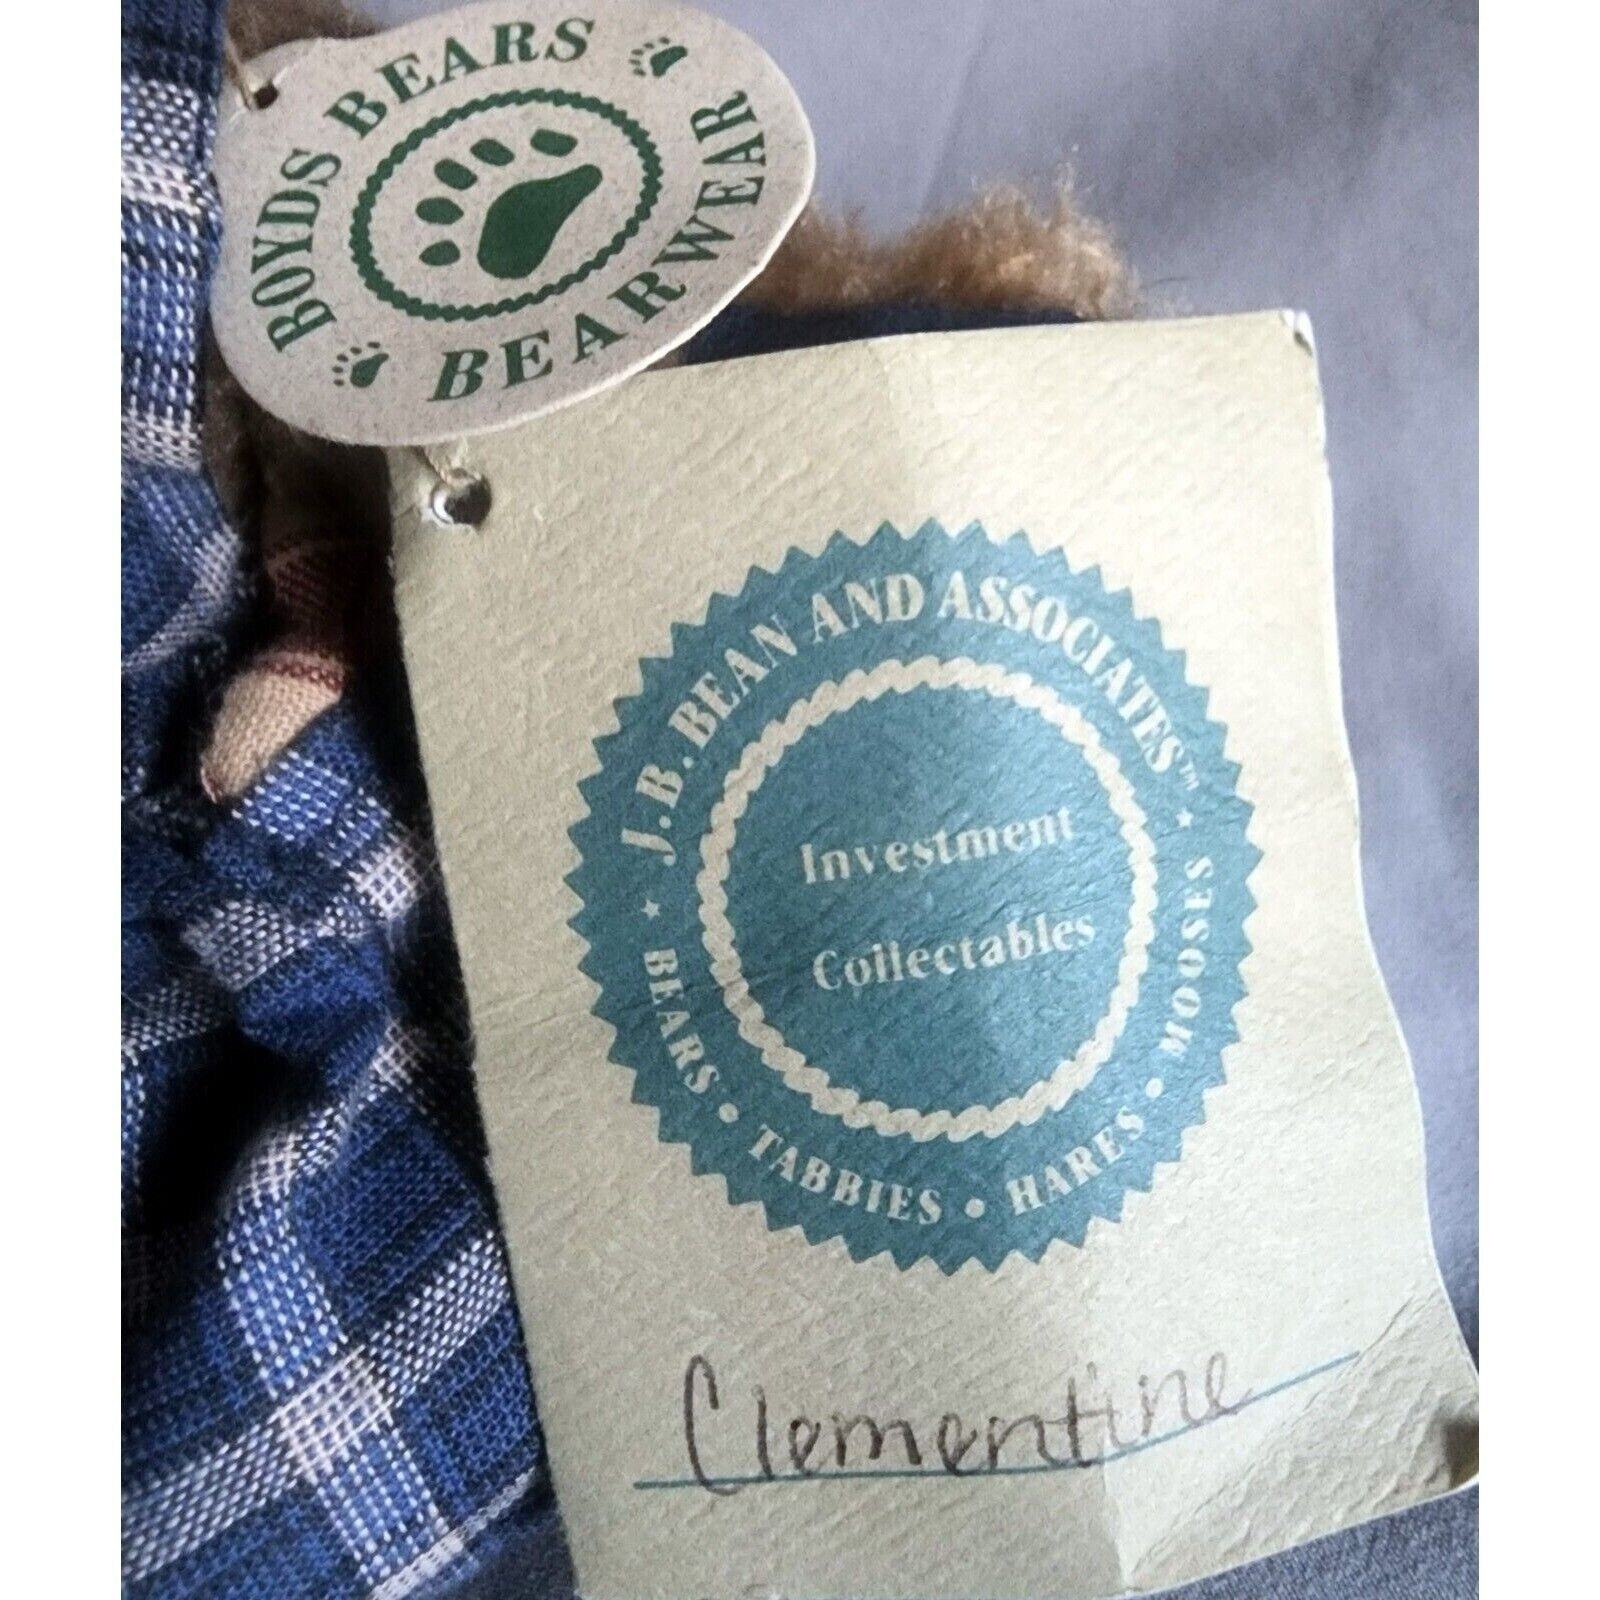 BOYDS BEARS
BEARWEAR
J.B. BEAN AND ASSOCIATES™
Investment
Collectables
BEARS • TABBIES • HARES • MOOSES
Clementine